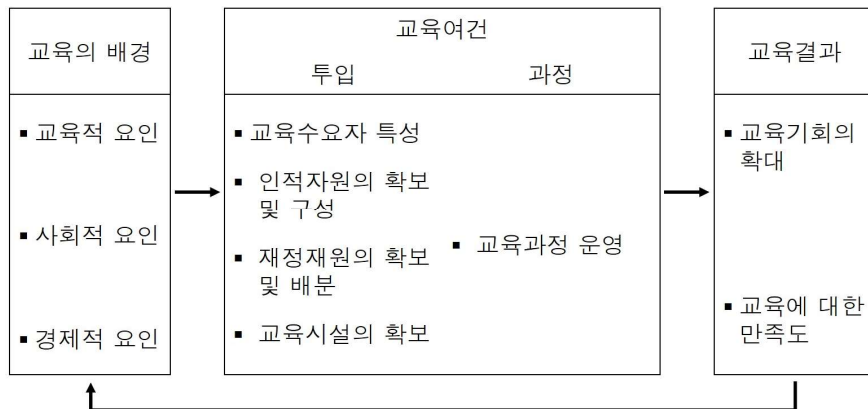 교육의 배경
▪ 교육적 요인
▪ 사회적 요인
▪ 경제적 요인
교육여건
투입 과정
▪ 교육수요자 특성
▪ 인적자원의 확보
및 구성
▪ 재정재원의 확보
및 배분
▪ 교육시설의 확보
▪ 교육과정 운영
교육결과
▪ 교육기회의
확대
▪ 교육에 대한
만족도